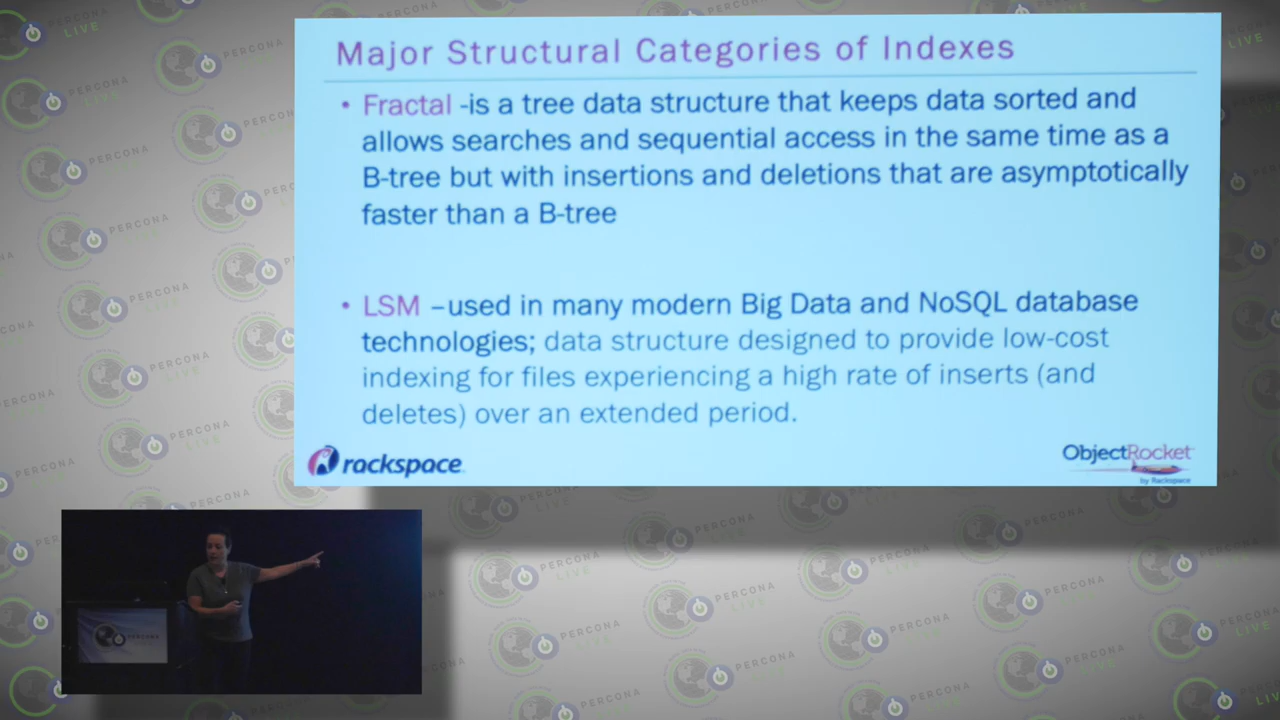 Major Structural Categories of Indexes
• Fractal -is a tree data structure that keeps data sorted and
allows searches and sequential access in the same time as a
B-tree but with insertions and deletions that are asymptotically
faster than a B-tree
• LSM –used in many modern Big Data and NoSQL database
technologies; data structure designed to provide low-cost
indexing for files experiencing a high rate of inserts (and
deletes) over an extended period.
rackspace
ObjectRocket
by Rackspace
PERCONA
LIVE